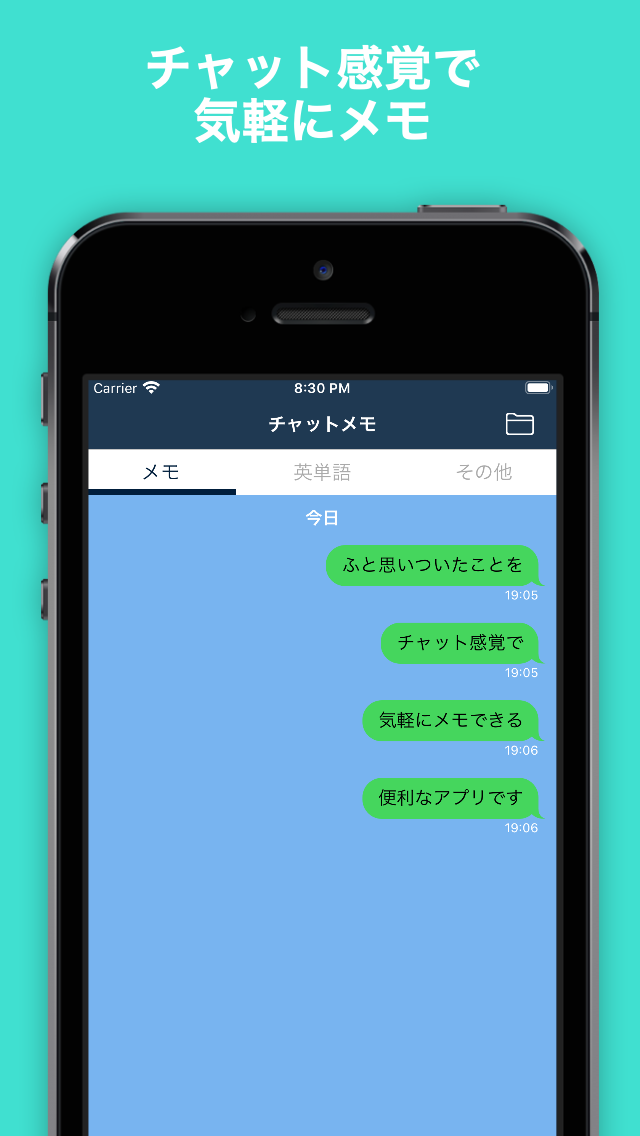 チャット感覚で
気軽にメモ
Carrier 8:30 PM
チャットメモ
メモ 英単語 その他
今日
ふと思いついたことを
19:05
チャット感覚で
19:05
気軽にメモできる
19:06
便利なアプリです
19:06